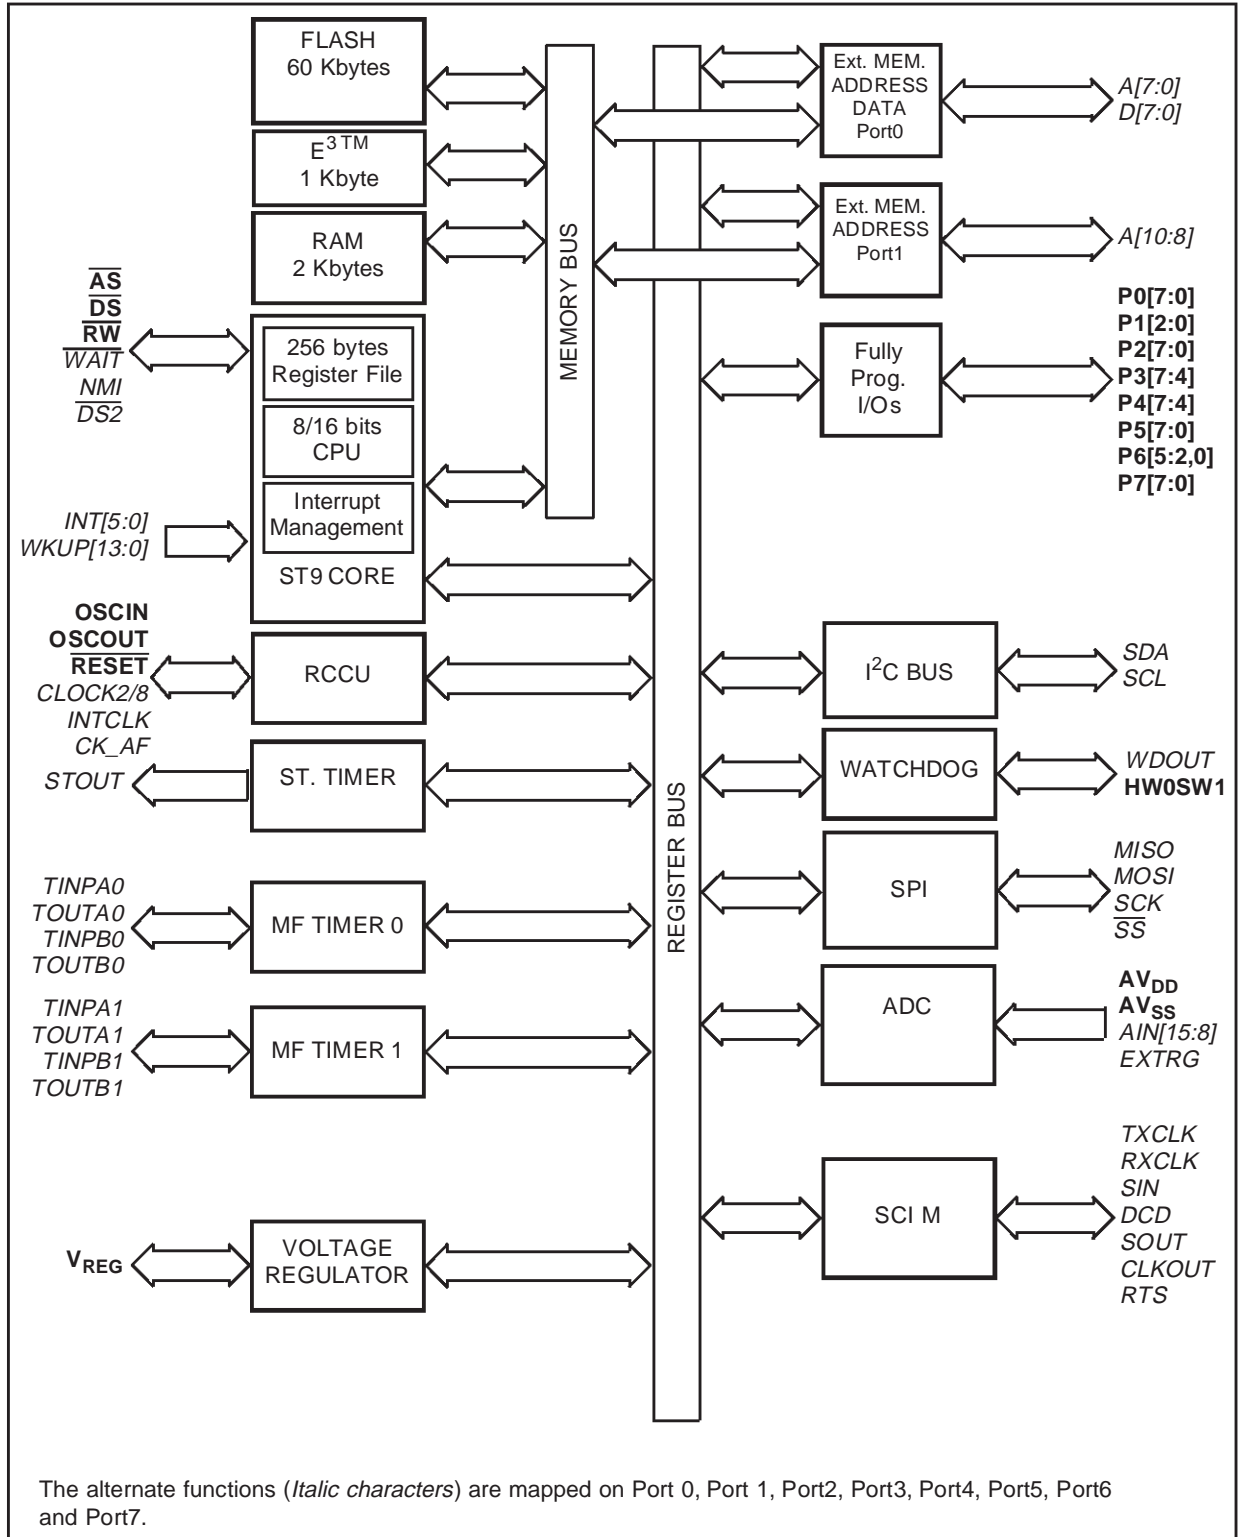 FLASH
60 Kbytes
E³ ™
1 Kbyte
RAM
2 Kbytes
A̅S̅
D̅S̅
R̅W̅
W̅A̅I̅T̅
NMI
D̅S̅2̅
256 bytes
Register File
8/16 bits
CPU
Interrupt
Management
ST9 CORE
INT[5:0]
WKUP[13:0]
OSCIN
OSCOUT
R̅E̅S̅E̅T̅
CLOCK2/8
INTCLK
CK_AF
RCCU
STOUT
ST. TIMER
TINPA0
TOUTA0
TINPB0
TOUTB0
MF TIMER 0
TINPA1
TOUTA1
TINPB1
TOUTB1
MF TIMER 1
VREG
VOLTAGE
REGULATOR
MEMORY BUS
REGISTER BUS
Ext. MEM.
ADDRESS
DATA
Port0
A[7:0]
D[7:0]
Ext. MEM.
ADDRESS
Port1
A[10:8]
Fully
Prog.
I/Os
P0[7:0]
P1[2:0]
P2[7:0]
P3[7:4]
P4[7:4]
P5[7:0]
P6[5:2,0]
P7[7:0]
I²C BUS
SDA
SCL
WATCHDOG
WDOUT
HW0SW1
SPI
MISO
MOSI
SCK
S̅S̅
ADC
AVDD
AVSS
AIN[15:8]
EXTRG
SCI M
TXCLK
RXCLK
SIN
DCD
SOUT
CLKOUT
RTS
The alternate functions (Italic characters) are mapped on Port 0, Port 1, Port2, Port3, Port4, Port5, Port6
and Port7.